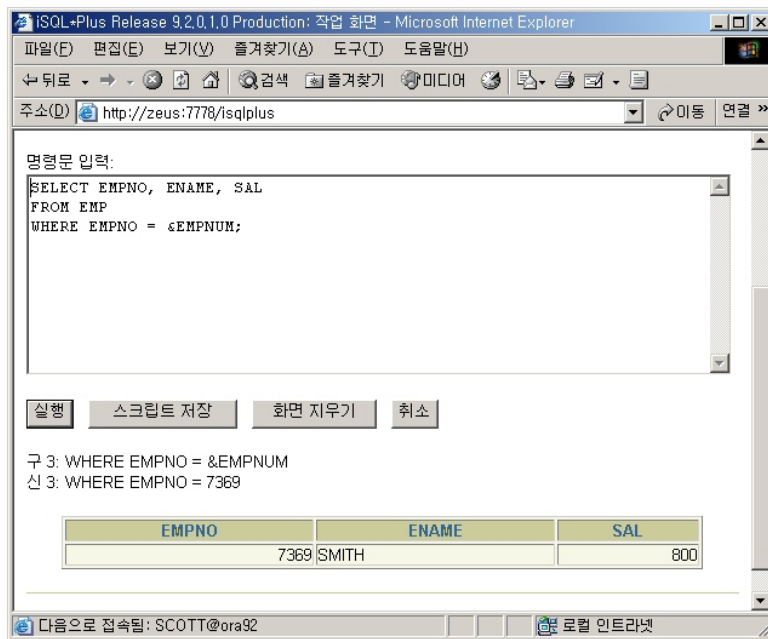 iSQL*Plus Release 9,2,0,1,0 Production: 작업 화면 - Microsoft Internet Explorer
파일(F) 편집(E) 보기(V) 즐겨찾기(A) 도구(T) 도움말(H)
뒤로 검색 즐겨찾기 미디어
주소(D) http://zeus:7778/isqlplus 이동 연결 »
명령문 입력:
SELECT EMPNO, ENAME, SAL
FROM EMP
WHERE EMPNO = &EMPNUM;
실행 스크립트 저장 화면 지우기 취소
구 3: WHERE EMPNO = &EMPNUM
신 3: WHERE EMPNO = 7369
EMPNO ENAME SAL
7369 SMITH 800
다음으로 접속됨: SCOTT@ora92 로컬 인트라넷